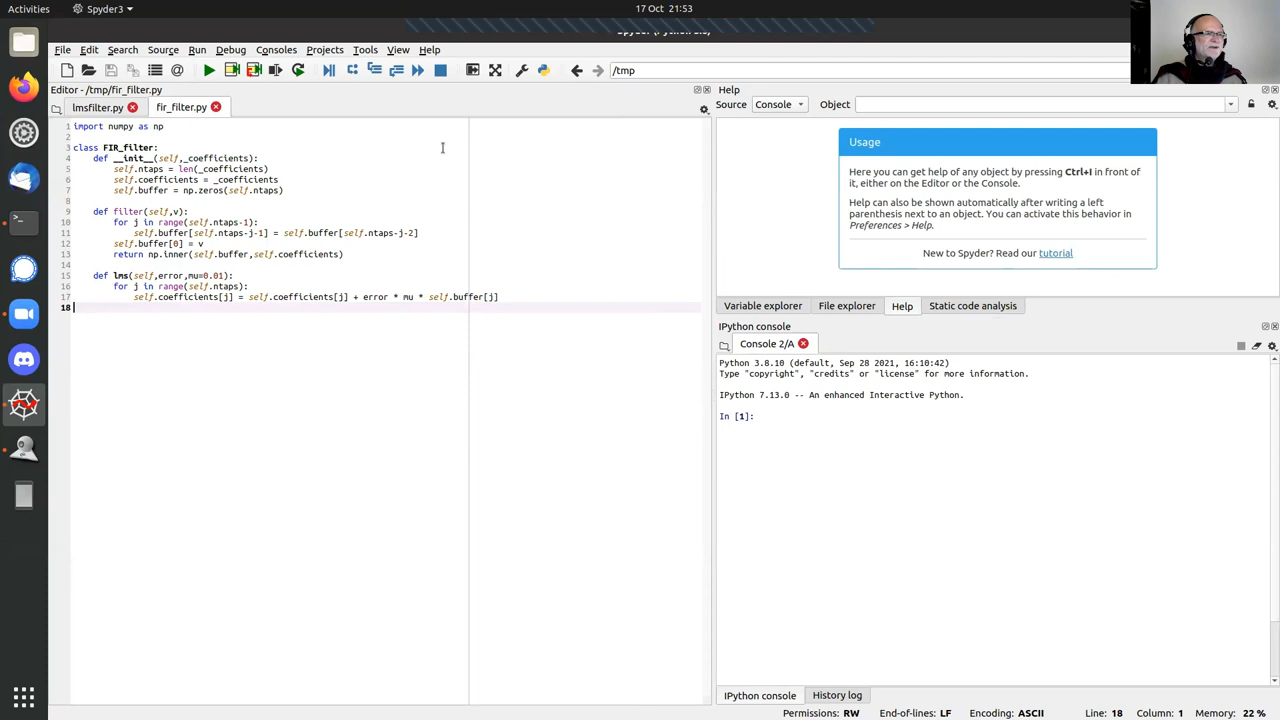 Activities
Spyder3
17 Oct 21:53
File Edit Search Source Run Debug Consoles Projects Tools View Help
/tmp
Editor - /tmp/fir_filter.py
lmsfilter.py
fir_filter.py
1 import numpy as np
2
3 class FIR_filter:
4 def __init__(self,_coefficients):
5 self.ntaps = len(_coefficients)
6 self.coefficients = _coefficients
7 self.buffer = np.zeros(self.ntaps)
8
9 def filter(self,v):
10 for j in range(self.ntaps-1):
11 self.buffer[self.ntaps-j-1] = self.buffer[self.ntaps-j-2]
12 self.buffer[0] = v
13 return np.inner(self.buffer,self.coefficients)
14
15 def lms(self,error,mu=0.01):
16 for j in range(self.ntaps):
17 self.coefficients[j] = self.coefficients[j] + error * mu * self.buffer[j]
18
Help
Source Console Object
Usage
Here you can get help of any object by pressing Ctrl+I in front of
it, either on the Editor or the Console.
Help can also be shown automatically after writing a left
parenthesis next to an object. You can activate this behavior in
Preferences > Help.
New to Spyder? Read our tutorial
Variable explorer File explorer Help Static code analysis
IPython console
Console 2/A
Python 3.8.10 (default, Sep 28 2021, 16:10:42)
Type "copyright", "credits" or "license" for more information.
IPython 7.13.0 -- An enhanced Interactive Python.
In [1]:
IPython console History log
Permissions: RW End-of-lines: LF Encoding: ASCII Line: 18 Column: 1 Memory: 22 %